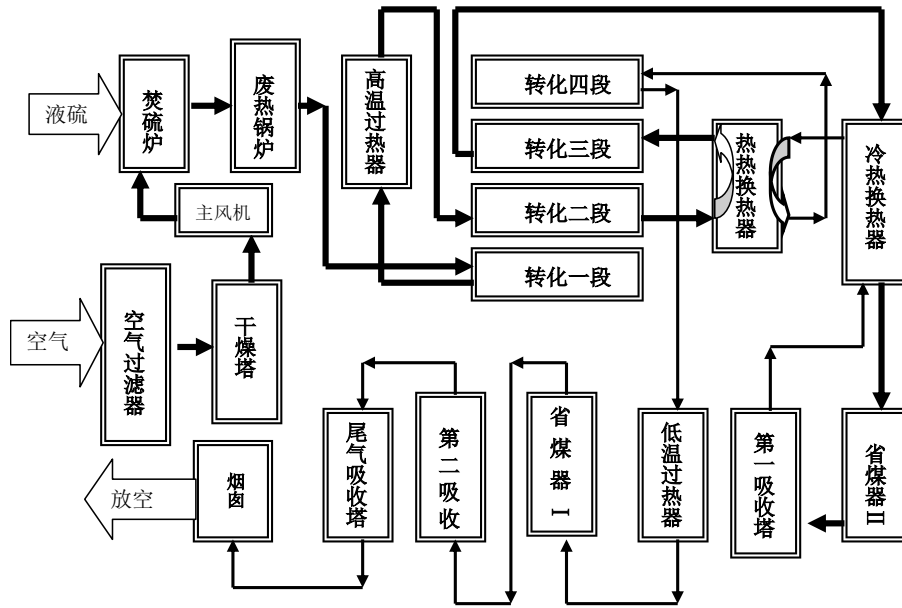 液硫
焚硫炉
废热锅炉
高温过热器
转化四段
转化三段
转化二段
转化一段
热热换热器
冷热换热器
主风机
空气
空气过滤器
干燥塔
放空
烟囱
尾气吸收塔
第二吸收
省煤器 I
低温过热器
第一吸收塔
省煤器 II